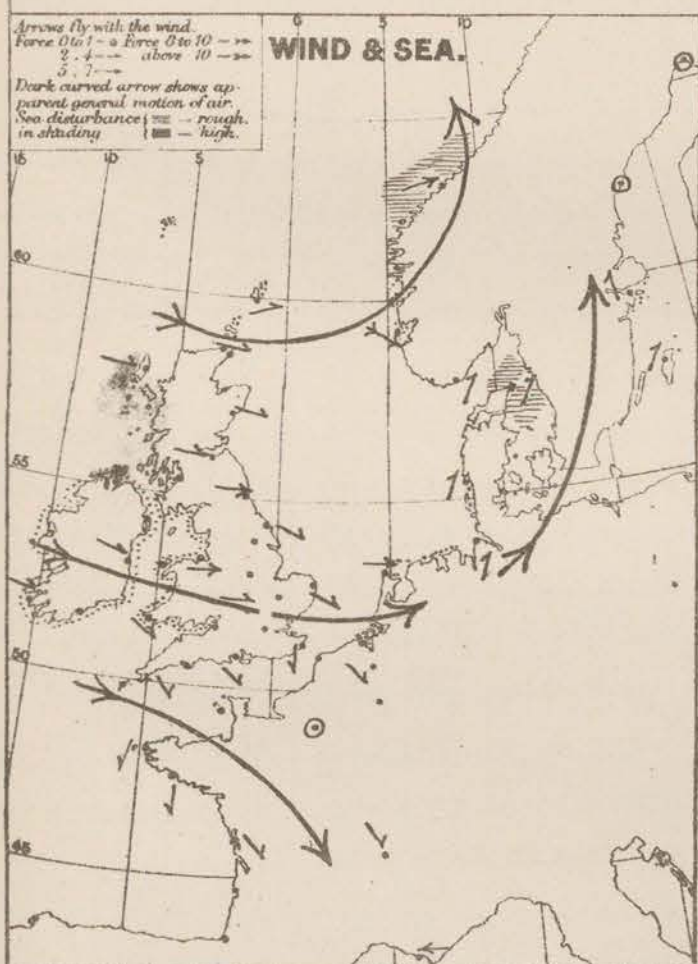 WIND & SEA.
Arrows fly with the wind.
Force 0 to 1 — Force 8 to 10 —
2 . 4 — above 10 —
5 . 7 —
Dark curved arrow shows ap-
parent general motion of air.
Sea disturbance { — rough.
in shading { — high.
15 10 5 0 5 10
60
55
50
45